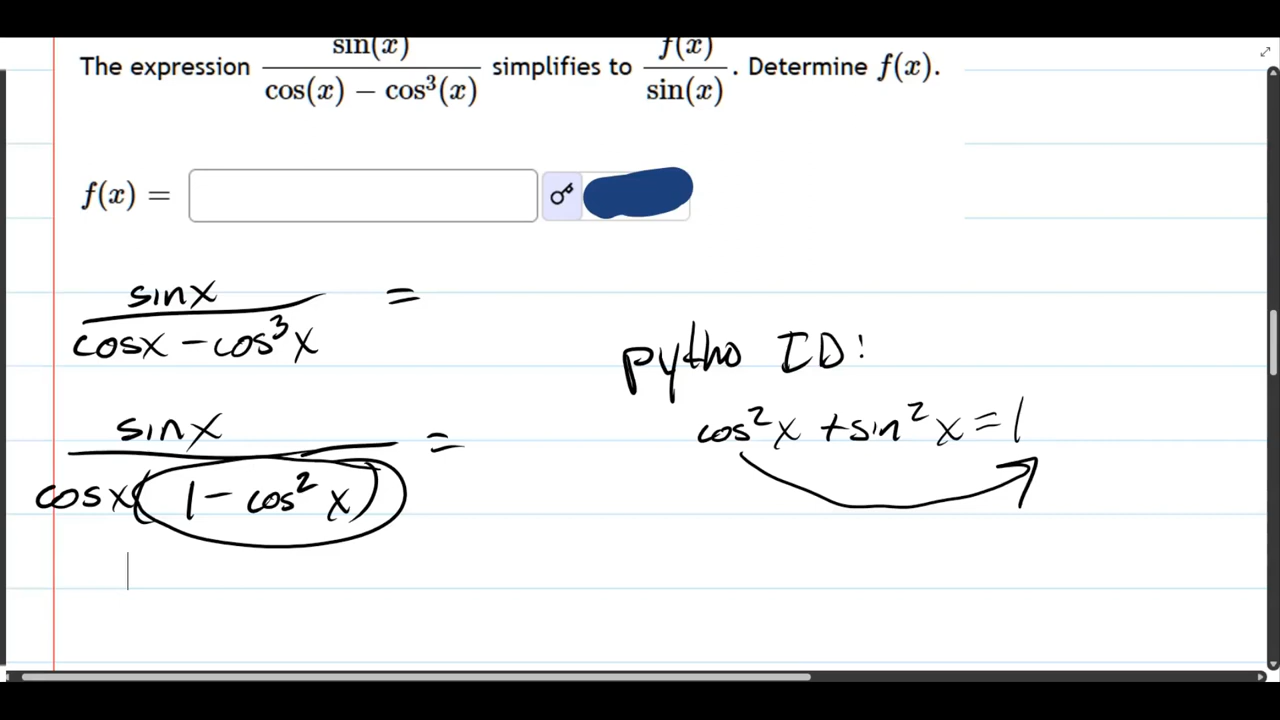 The expression sin(x) / (cos(x) − cos³(x)) simplifies to f(x) / sin(x). Determine f(x).
f(x) =
sinx / (cosx − cos³x) =
pytho ID:
cos²x + sin²x = 1
sinx / cosx(1 − cos²x) =